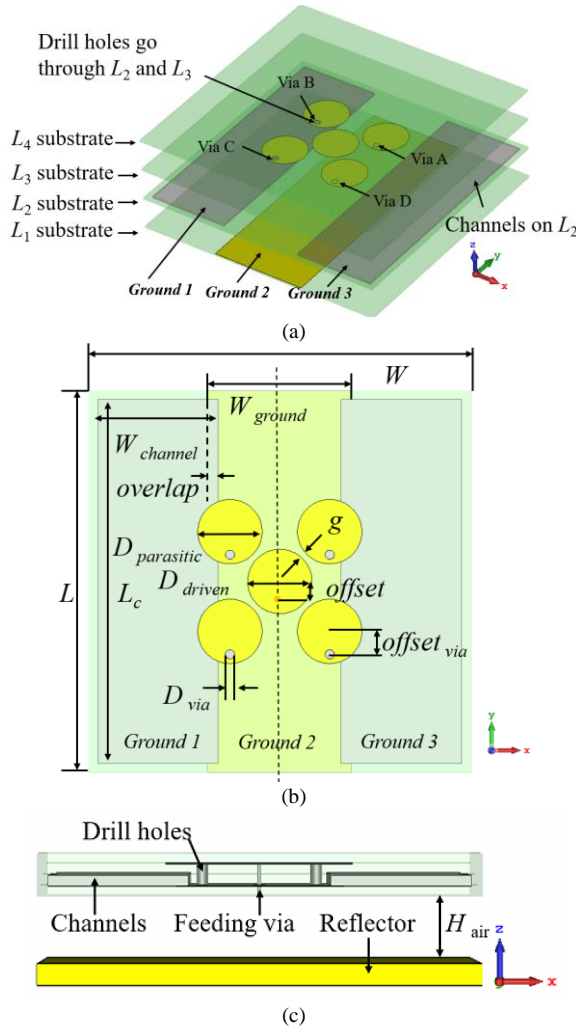 Drill holes go
through L2 and L3
Via B
L4 substrate
Via C
Via A
L3 substrate
Via D
L2 substrate
Channels on L2
L1 substrate
Ground 1
Ground 2
Ground 3
z
y
x
(a)
W
Wground
Wchannel
overlap
g
Dparasitic
Ddriven
offset
L
Lc
offsetvia
Dvia
Ground 1
Ground 2
Ground 3
y
z
x
(b)
Drill holes
Channels
Feeding via
Reflector
Hair
z
y
x
(c)